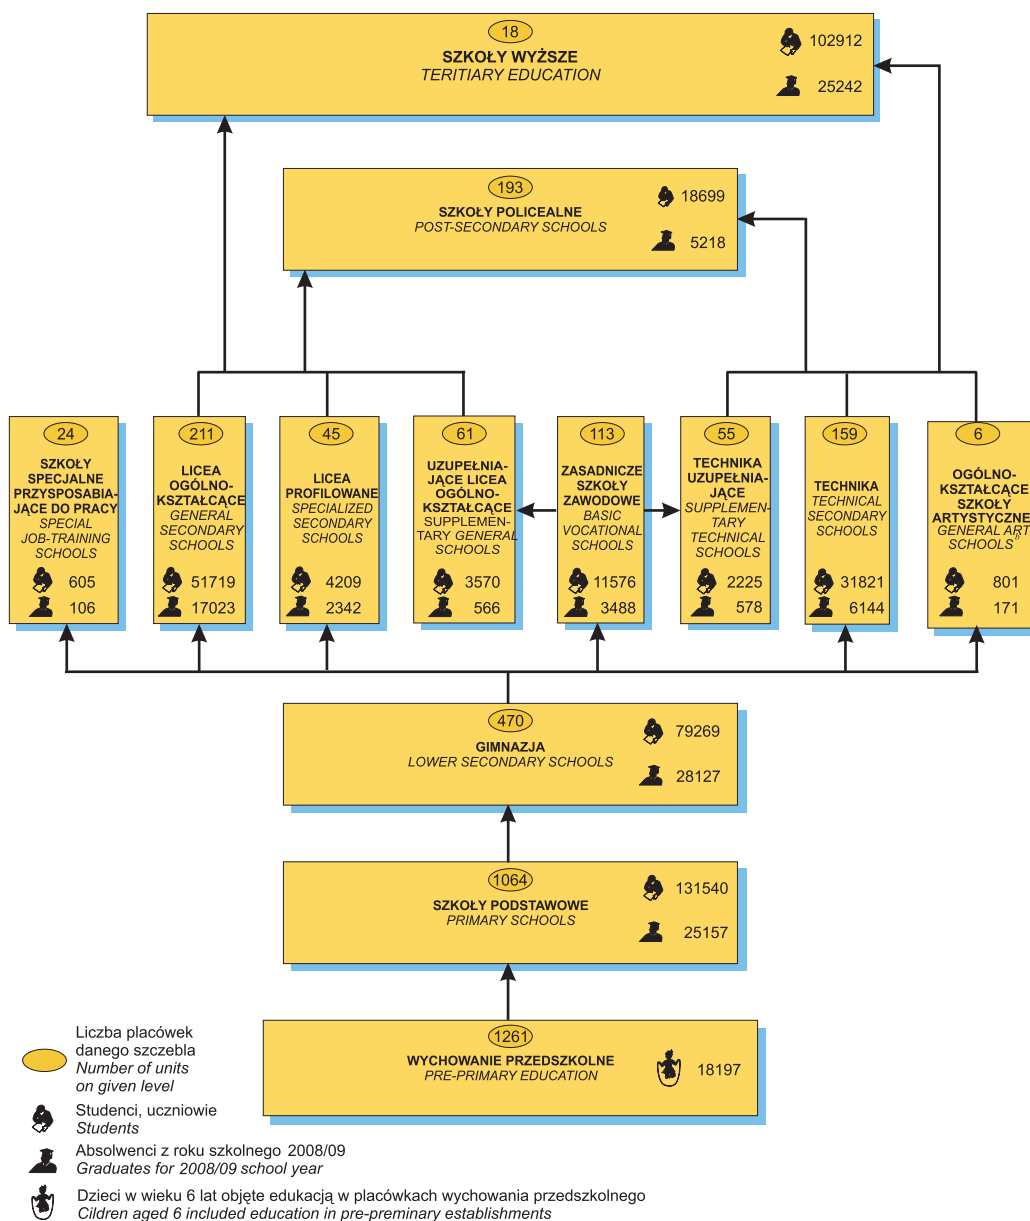 18
SZKOŁY WYŻSZE
TERITIARY EDUCATION
102912
25242
193
SZKOŁY POLICEALNE
POST-SECONDARY SCHOOLS
18699
5218
24
SZKOŁY
SPECJALNE
PRZYSPOSABIA-
JĄCE DO PRACY
SPECIAL
JOB-TRAINING
SCHOOLS
605
106
211
LICEA
OGÓLNO-
KSZTAŁCĄCE
GENERAL
SECONDARY
SCHOOLS
51719
17023
45
LICEA
PROFILOWANE
SPECIALIZED
SECONDARY
SCHOOLS
4209
2342
61
UZUPEŁNIA-
JĄCE LICEA
OGÓLNO-
KSZTAŁCĄCE
SUPPLEMEN-
TARY GENERAL
SCHOOLS
3570
566
113
ZASADNICZE
SZKOŁY
ZAWODOWE
BASIC
VOCATIONAL
SCHOOLS
11576
3488
55
TECHNIKA
UZUPEŁNIA-
JĄCE
SUPPLEMEN-
TARY
TECHNICAL
SCHOOLS
2225
578
159
TECHNIKA
TECHNICAL
SECONDARY
SCHOOLS
31821
6144
6
OGÓLNO-
KSZTAŁCĄCE
SZKOŁY
ARTYSTYCZNE
GENERAL ART
SCHOOLS
801
171
470
GIMNAZJA
LOWER SECONDARY SCHOOLS
79269
28127
1064
SZKOŁY PODSTAWOWE
PRIMARY SCHOOLS
131540
25157
1261
WYCHOWANIE PRZEDSZKOLNE
PRE-PRIMARY EDUCATION
18197
Liczba placówek
danego szczebla
Number of units
on given level
Studenci, uczniowie
Students
Absolwenci z roku szkolnego 2008/09
Graduates for 2008/09 school year
Dzieci w wieku 6 lat objęte edukacją w placówkach wychowania przedszkolnego
Cildren aged 6 included education in pre-preminary establishments